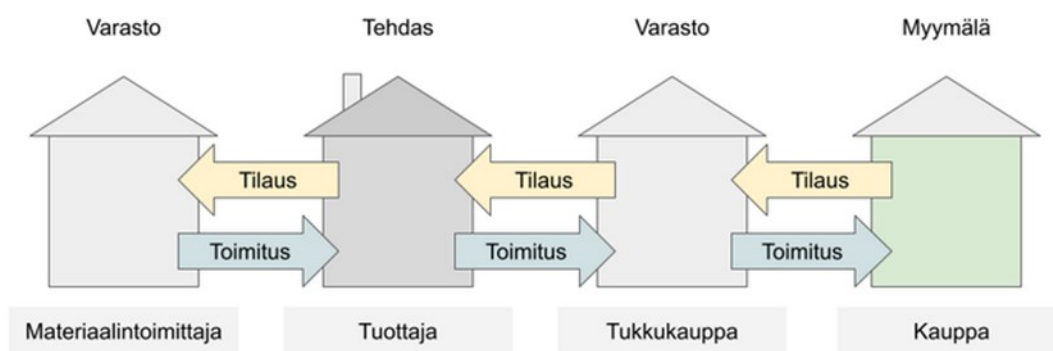 Varasto
Tehdas
Varasto
Myymälä
Tilaus
Tilaus
Tilaus
Toimitus
Toimitus
Toimitus
Materiaalintoimittaja
Tuottaja
Tukkukauppa
Kauppa